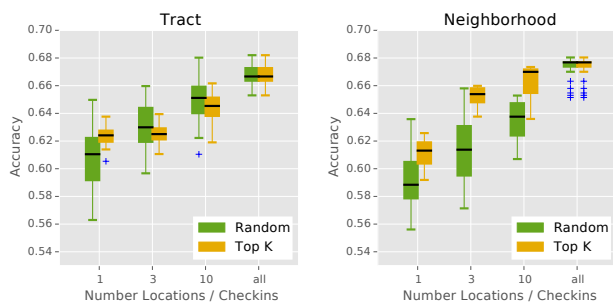 Tract
0.70
0.68
0.66
0.64
0.62
0.60
0.58
0.56
0.54
Accuracy
1 3 10 all
Number Locations / Checkins
Random
Top K
Neighborhood
0.70
0.68
0.66
0.64
0.62
0.60
0.58
0.56
0.54
Accuracy
1 3 10 all
Number Locations / Checkins
Random
Top K